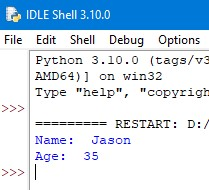 IDLE Shell 3.10.0
File Edit Shell Debug Options
Python 3.10.0 (tags/v3
AMD64)] on win32
Type "help", "copyrigh
>>>
========= RESTART: D:/
Name:  Jason
Age:  35
>>>